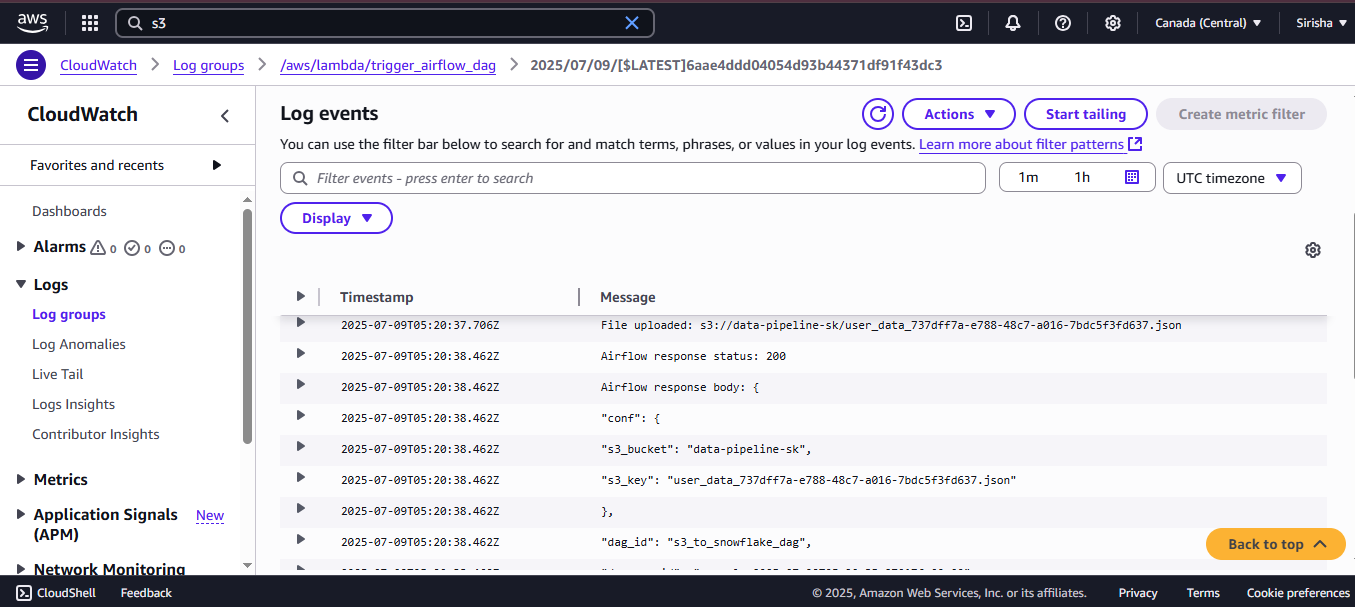 aws
s3
Canada (Central)
Sirisha
CloudWatch
Log groups
/aws/lambda/trigger_airflow_dag
2025/07/09/[$LATEST]6aae4ddd04054d93b44371df91f43dc3
CloudWatch
Favorites and recents
Dashboards
Alarms 0 0 0
Logs
Log groups
Log Anomalies
Live Tail
Logs Insights
Contributor Insights
Metrics
Application Signals New
(APM)
Network Monitoring
Log events
Actions
Start tailing
Create metric filter
You can use the filter bar below to search for and match terms, phrases, or values in your log events. Learn more about filter patterns
Filter events - press enter to search
1m 1h
UTC timezone
Display
Timestamp Message
2025-07-09T05:20:37.706Z File uploaded: s3://data-pipeline-sk/user_data_737dff7a-e788-48c7-a016-7bdc5f3fd637.json
2025-07-09T05:20:38.462Z Airflow response status: 200
2025-07-09T05:20:38.462Z Airflow response body: {
2025-07-09T05:20:38.462Z "conf": {
2025-07-09T05:20:38.462Z "s3_bucket": "data-pipeline-sk",
2025-07-09T05:20:38.462Z "s3_key": "user_data_737dff7a-e788-48c7-a016-7bdc5f3fd637.json"
2025-07-09T05:20:38.462Z },
2025-07-09T05:20:38.462Z "dag_id": "s3_to_snowflake_dag",
Back to top
CloudShell
Feedback
© 2025, Amazon Web Services, Inc. or its affiliates.
Privacy
Terms
Cookie preferences